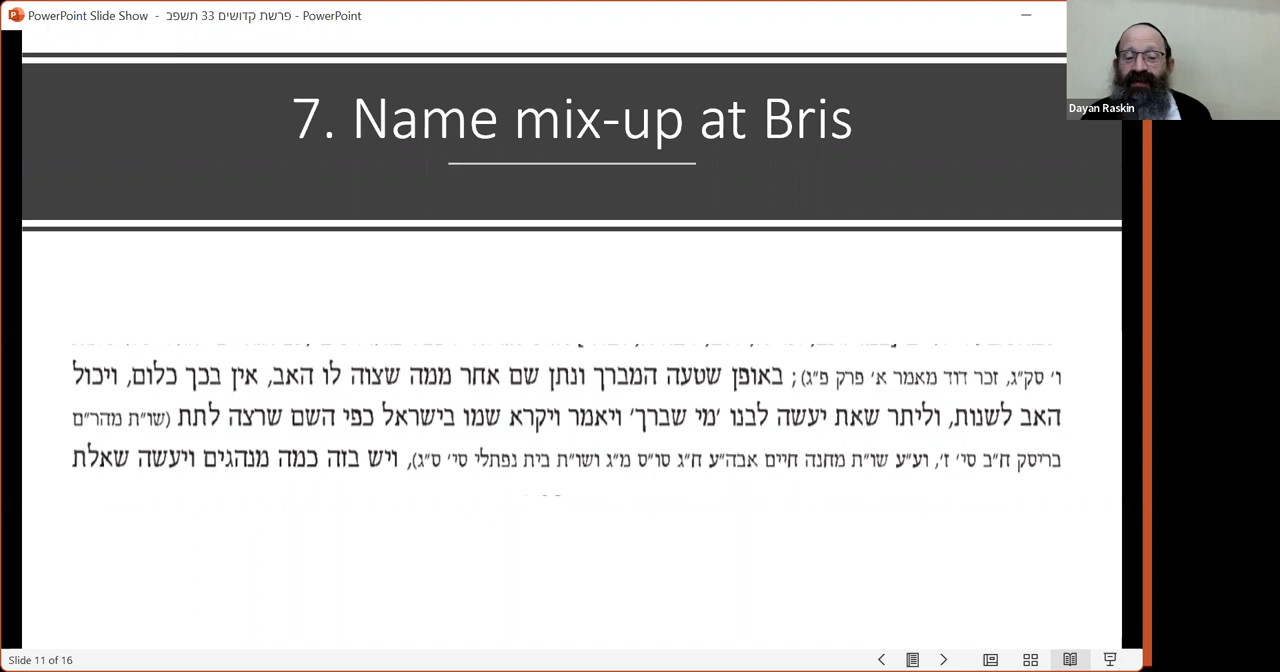 PowerPoint Slide Show - פרשת קדושים 33 תשפב - PowerPoint
Dayan Raskin
7. Name mix-up at Bris
ו׳ סק״ג, זכר דוד מאמר א׳ פרק פ״ג); באופן שטעה המברך ונתן שם אחר ממה שצוה לו האב, אין בכך כלום, ויכול
האב לשנות, וליתר שאת יעשה לבנו ׳מי שברך׳ ויאמר ויקרא שמו בישראל כפי השם שרצה לתת (שו״ת מהר״ם
בריסק ח״ב סי׳ ז׳, וע״ע שו״ת מחנה חיים אבה״ע ח״ג סו״ס מ״ג ושו״ת בית נפתלי סי׳ ס״ג), ויש בזה כמה מנהגים ויעשה שאלת
Slide 11 of 16